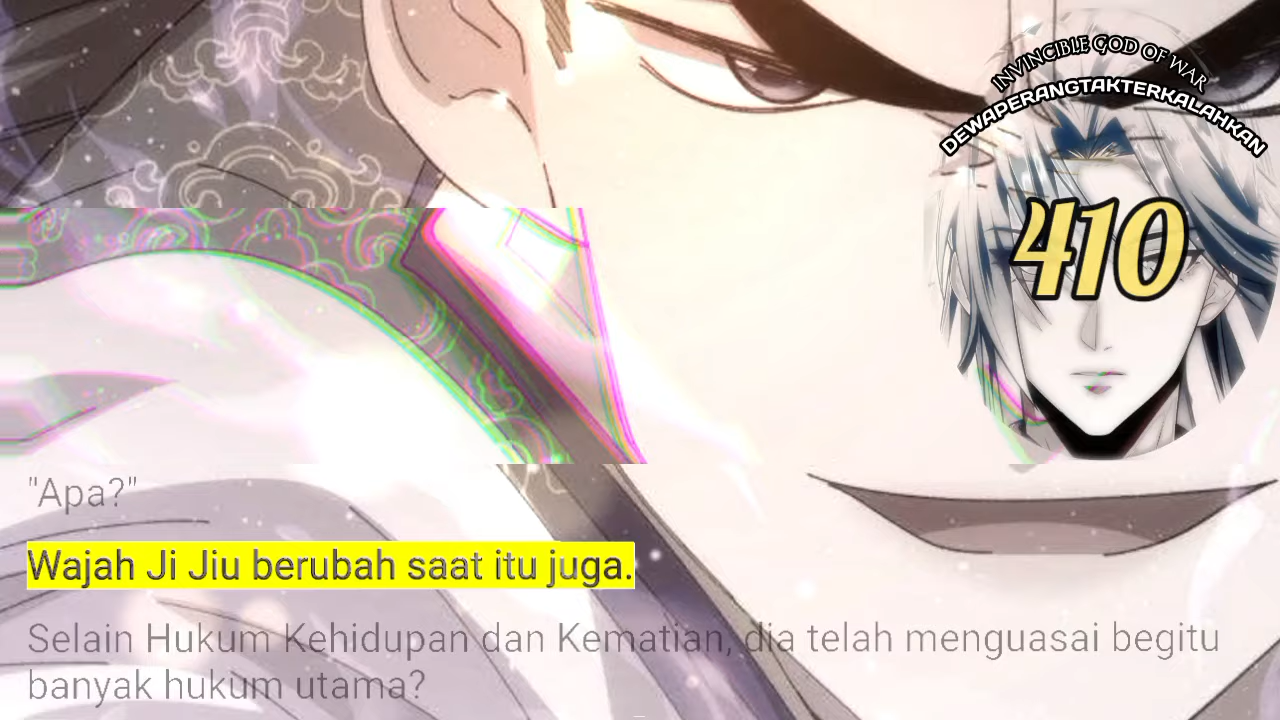 INVINCIBLE GOD OF WAR
DEWAPERANGTAKTERKALAHKAN
410
"Apa?"
Wajah Ji Jiu berubah saat itu juga.
Selain Hukum Kehidupan dan Kematian, dia telah menguasai begitu
banyak hukum utama?